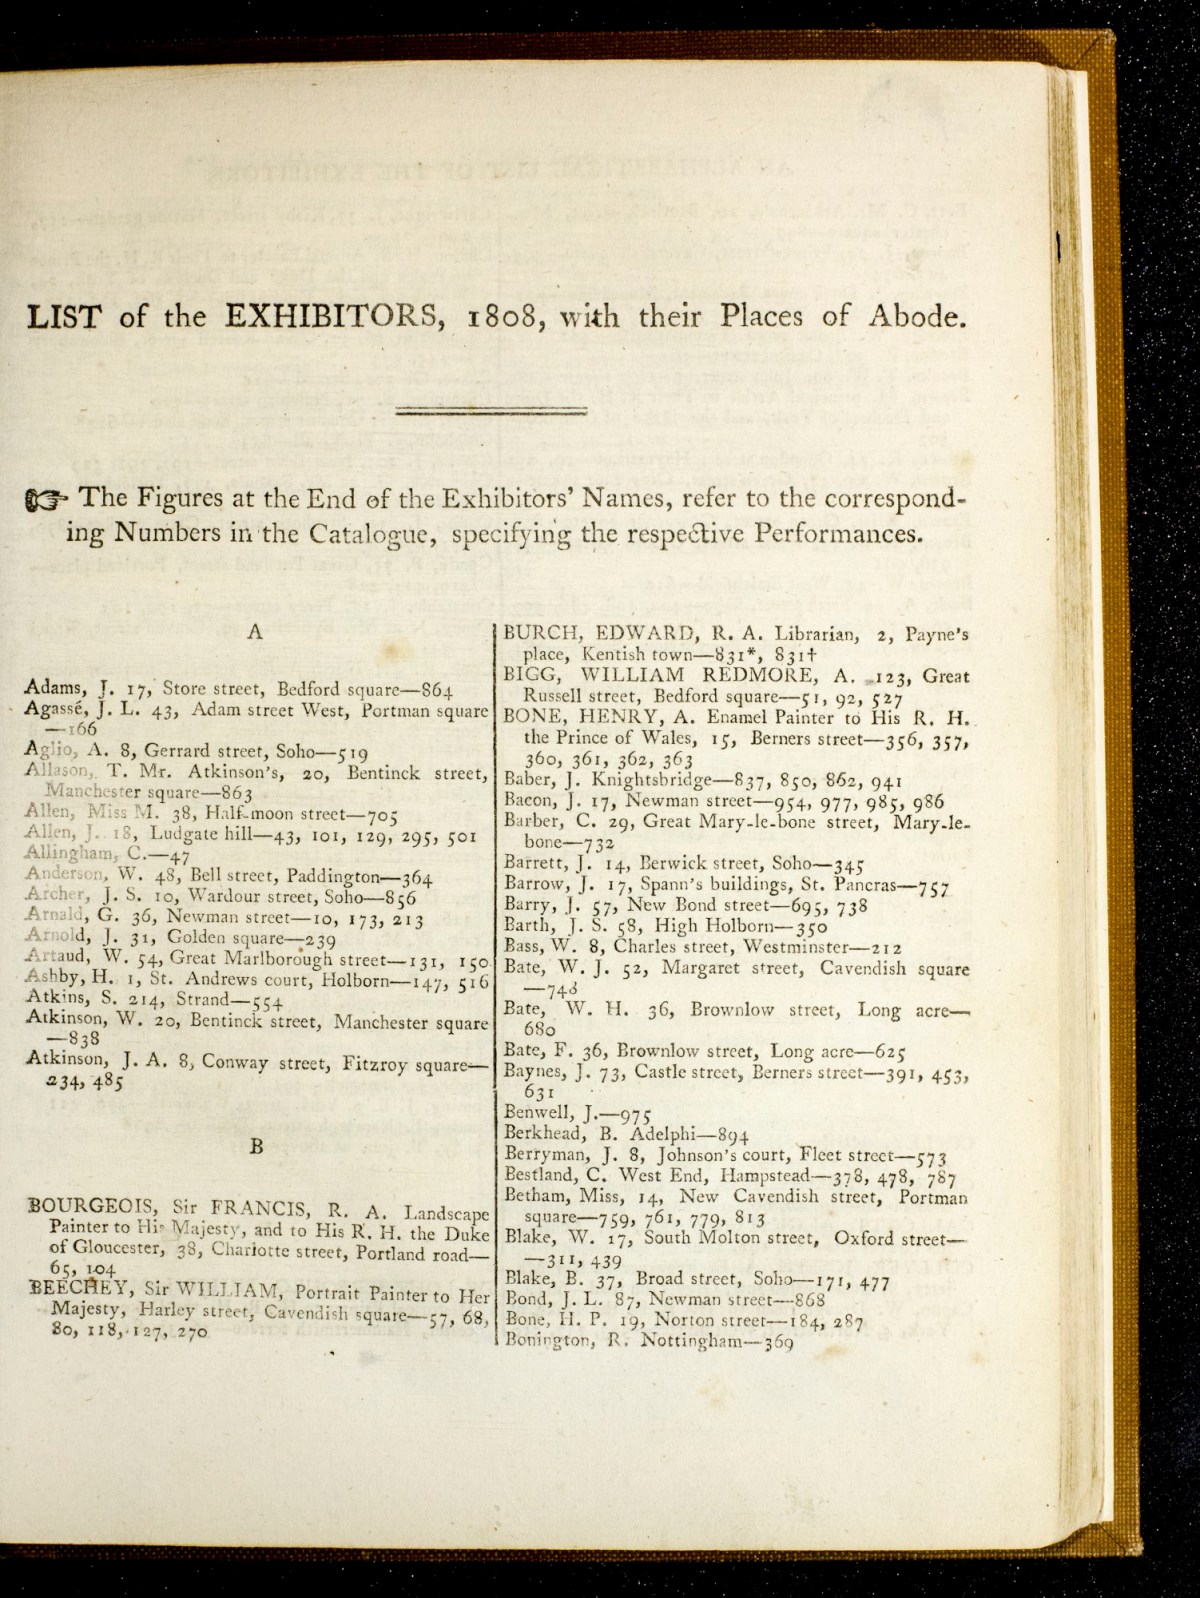 LIST of the EXHIBITORS, 1808, with their Places of Abode.
☞ The Figures at the End of the Exhibitors' Names, refer to the correspond-
ing Numbers in the Catalogue, specifying the respective Performances.
A
Adams, J. 17, Store street, Bedford square—864
Agassé, J. L. 43, Adam street West, Portman square
—166
Aglio, A. 8, Gerrard street, Soho—519
Allason, T. Mr. Atkinson's, 20, Bentinck street,
Manchester square—863
Allen, Miss M. 38, Half-moon street—705
Allen, J. 18, Ludgate hill—43, 101, 129, 295, 501
Allingham, C.—47
Anderson, W. 48, Bell street, Paddington—364
Archer, J. S. 10, Wardour street, Soho—856
Arnald, G. 36, Newman street—10, 173, 213
Arnold, J. 31, Golden square—239
Artaud, W. 54, Great Marlborough street—131, 150
Ashby, H. 1, St. Andrews court, Holborn—147, 516
Atkins, S. 214, Strand—554
Atkinson, W. 20, Bentinck street, Manchester square
—838
Atkinson, J. A. 8, Conway street, Fitzroy square—
234, 485
B
BOURGEOIS, Sir FRANCIS, R. A. Landscape
Painter to His Majesty, and to His R. H. the Duke
of Gloucester, 38, Charlotte street, Portland road—
65, 104
BEECHEY, Sir WILLIAM, Portrait Painter to Her
Majesty, Harley street, Cavendish square—57, 68,
80, 118, 127, 270
BURCH, EDWARD, R. A. Librarian, 2, Payne's
place, Kentish town—831*, 831†
BIGG, WILLIAM REDMORE, A. 123, Great
Russell street, Bedford square—51, 92, 527
BONE, HENRY, A. Enamel Painter to His R. H.
the Prince of Wales, 15, Berners street—356, 357,
360, 361, 362, 363
Baber, J. Knightsbridge—837, 850, 862, 941
Bacon, J. 17, Newman street—954, 977, 985, 986
Barber, C. 29, Great Mary-le-bone street, Mary-le-
bone—732
Barrett, J. 14, Berwick street, Soho—345
Barrow, J. 17, Spann's buildings, St. Pancras—757
Barry, J. 57, New Bond street—695, 738
Barth, J. S. 58, High Holborn—350
Bass, W. 8, Charles street, Westminster—212
Bate, W. J. 52, Margaret street, Cavendish square
—748
Bate, W. H. 36, Brownlow street, Long acre—
680
Bate, F. 36, Brownlow street, Long acre—625
Baynes, J. 73, Castle street, Berners street—391, 453,
631
Benwell, J.—975
Berkhead, B. Adelphi—894
Berryman, J. 8, Johnson's court, Fleet street—573
Bestland, C. West End, Hampstead—378, 478, 787
Betham, Miss, 14, New Cavendish street, Portman
square—759, 761, 779, 813
Blake, W. 17, South Molton street, Oxford street—
—311, 439
Blake, B. 37, Broad street, Soho—171, 477
Bond, J. L. 87, Newman street—868
Bone, H. P. 19, Norton street—184, 287
Bonington, R. Nottingham—369